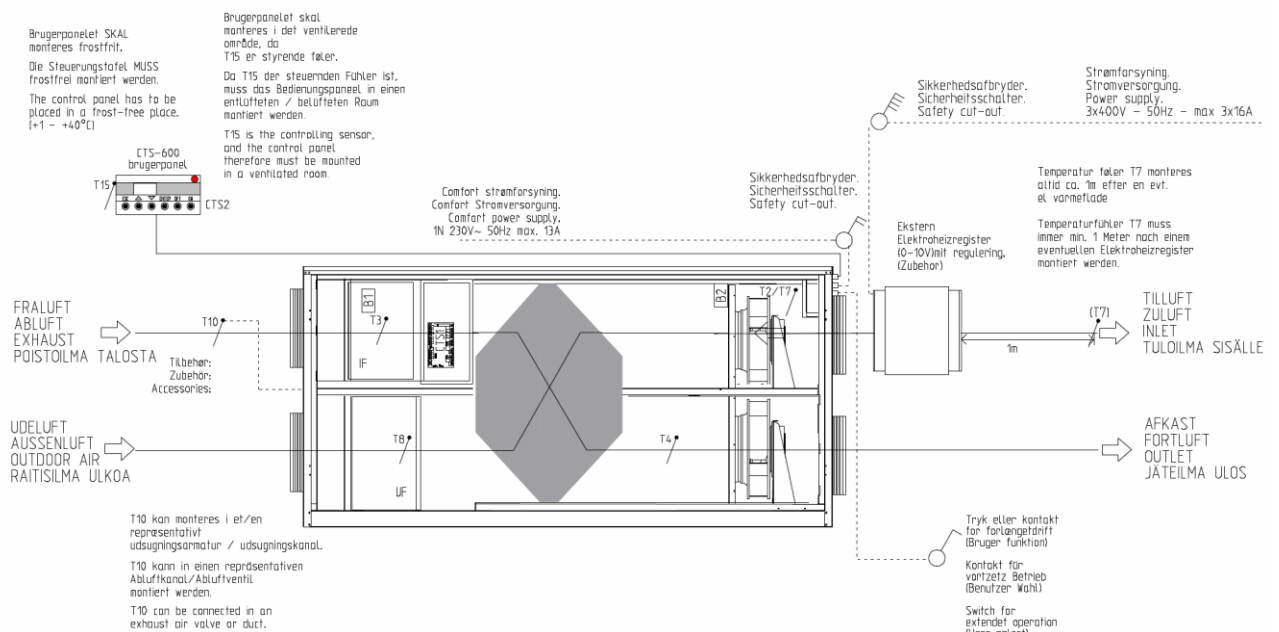 Brugerpanelet SKAL
monteres frostfrit.
Die Steuerungstafel MUSS
frostfrei montiert werden.
The control panel has to be
placed in a frost-free place.
(+1 - +40°C)
Brugerpanelet skal
monteres i det ventilerede
område, da
T15 er styrende føler.
Da T15 der steuernden Fühler ist,
muss das Bedienungspaneel in einen
entlüfteten / belüfteten Raum
montiert werden.
T15 is the controlling sensor,
and the control panel
therefore must be mounted
in a ventilated room.
CTS-600
brugerpanel
T15
CTS2
Comfort strømforsyning.
Comfort Stromversorgung.
Comfort power supply.
1N 230V~ 50Hz max. 13A
Sikkerhedsafbryder.
Sicherheitsschalter.
Safety cut-out.
Sikkerhedsafbryder.
Sicherheitsschalter.
Safety cut-out.
Strømforsyning.
Stromversorgung.
Power supply.
3x400V - 50Hz - max 3x16A
Ekstern
Elektroheizregister
(0-10V)mit regulering.
(Zubehor)
Temperatur føler T7 monteres
altid ca. 1m efter en evt.
el varmeflade
Temperaturfühler T7 muss
immer min. 1 Meter nach einem
eventuellen Elektroheizregister
montiert werden.
FRALUFT
ABLUFT
EXHAUST
POISTOILMA TALOSTA
T10
Tilbehør:
Zubehör:
Accessories:
B1
T3
IF
CTS1
B2
T2/T7
(T7)
1m
TILLUFT
ZULUFT
INLET
TULOILMA SISÄLLE
UDELUFT
AUSSENLUFT
OUTDOOR AIR
RAITISILMA ULKOA
T8
UF
T4
AFKAST
FORTLUFT
OUTLET
JÄTEILMA ULOS
T10 kan monteres i et/en
repræsentativt
udsugningsarmatur / udsugningskanal.
T10 kann in einen repräsentativen
Abluftkanal/Abluftventil
montiert werden.
T10 can be connected in an
exhaust air valve or duct.
Tryk eller kontakt
for forlængetdrift
(Bruger funktion)
Kontakt für
vortzetz Betrieb
(Benutzer Wahl)
Switch for
extendet operation